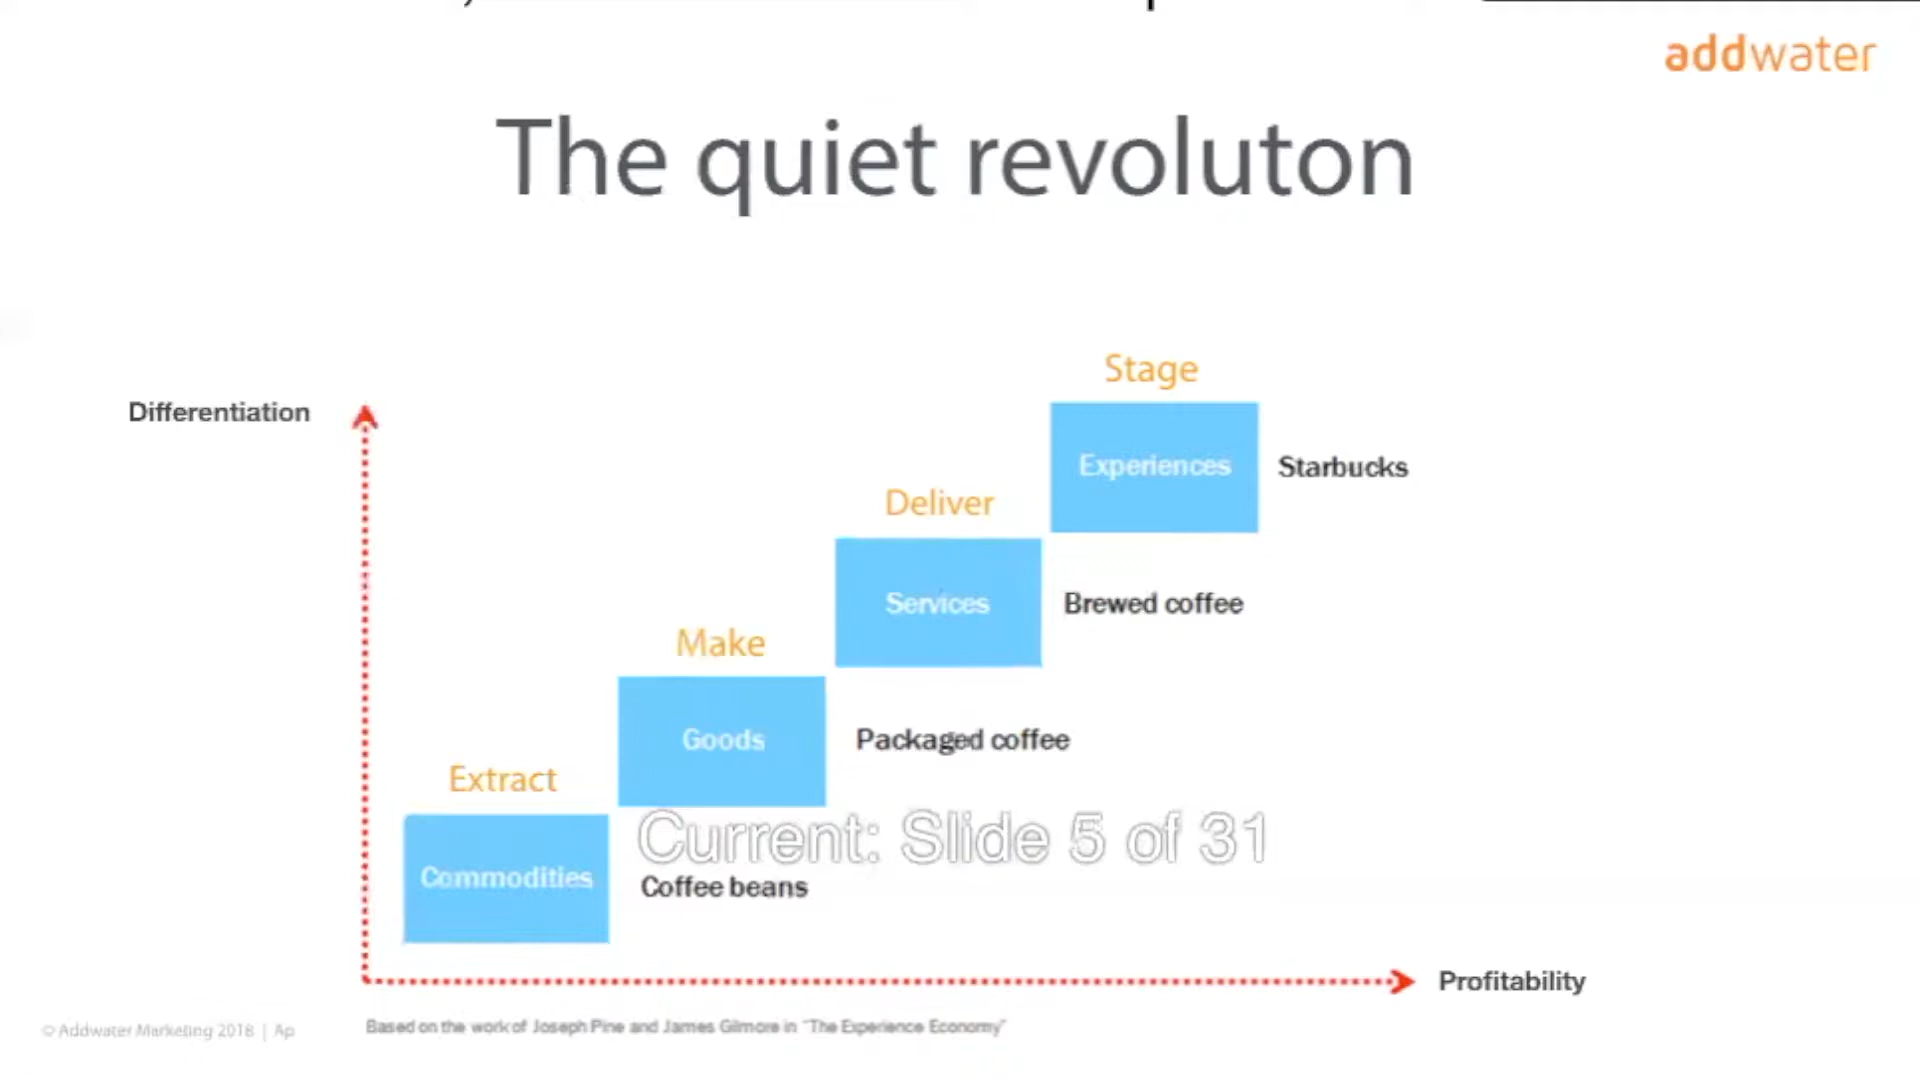 addwater
The quiet revoluton
Stage
Differentiation
Experiences
Starbucks
Deliver
Services
Brewed coffee
Make
Goods
Packaged coffee
Extract
Current: Slide 5 of 31
Commodities
Coffee beans
Profitability
© Addwater Marketing 2018 | Ap
Based on the work of Joseph Pine and James Gilmore in "The Experience Economy"